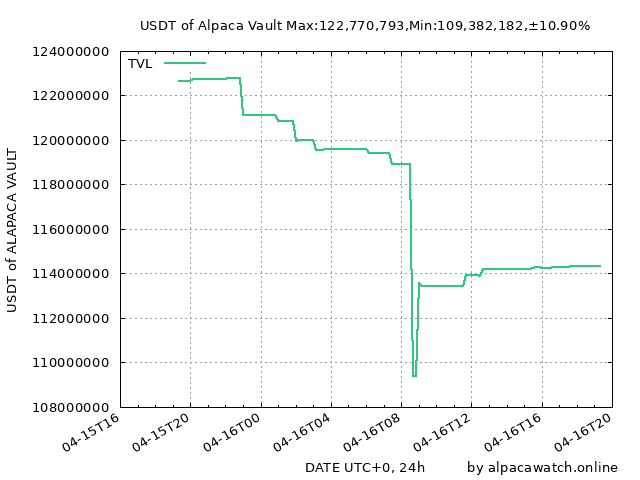 USDT of Alpaca Vault Max:122,770,793,Min:109,382,182,±10.90%
TVL
124000000
122000000
120000000
118000000
116000000
114000000
112000000
110000000
108000000
USDT of ALAPACA VAULT
04-15T16
04-15T20
04-16T00
04-16T04
04-16T08
04-16T12
04-16T16
04-16T20
DATE UTC+0, 24h
by alpacawatch.online